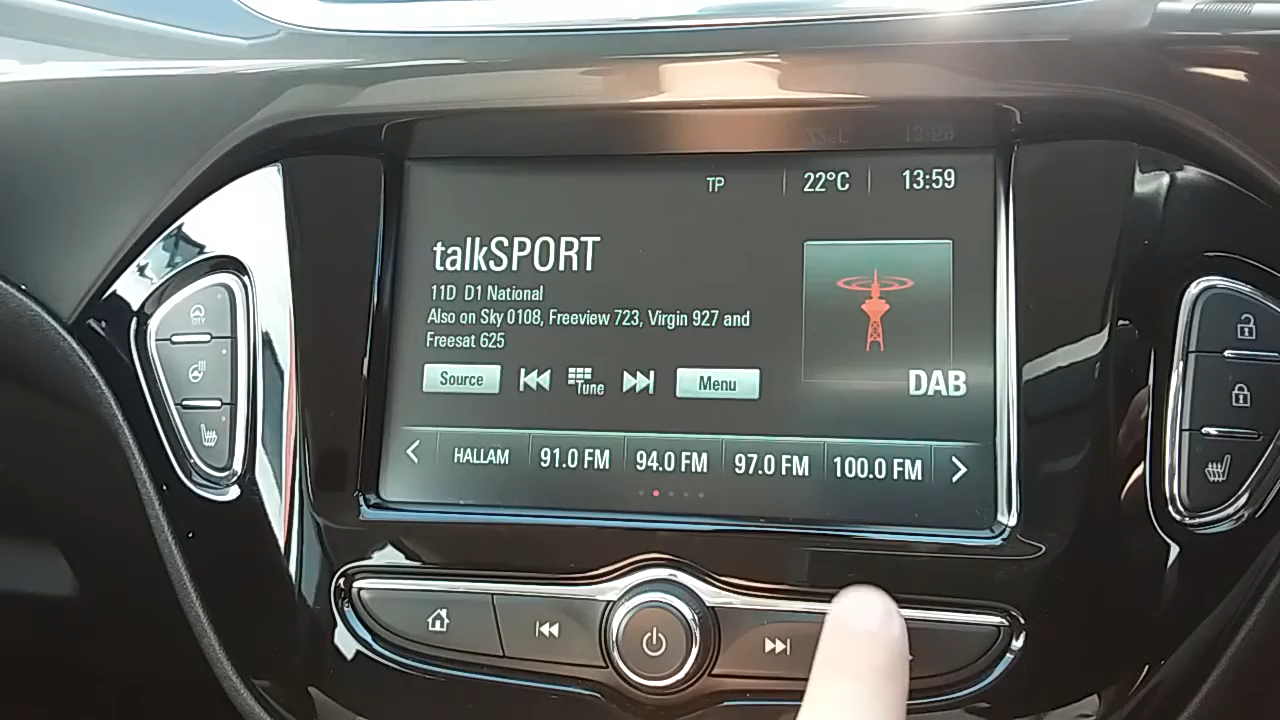 TP 22°C 13:59
talkSPORT
11D D1 National
Also on Sky 0108, Freeview 723, Virgin 927 and
Freesat 625
Source Tune Menu
DAB
HALLAM 91.0 FM 94.0 FM 97.0 FM 100.0 FM
CITY